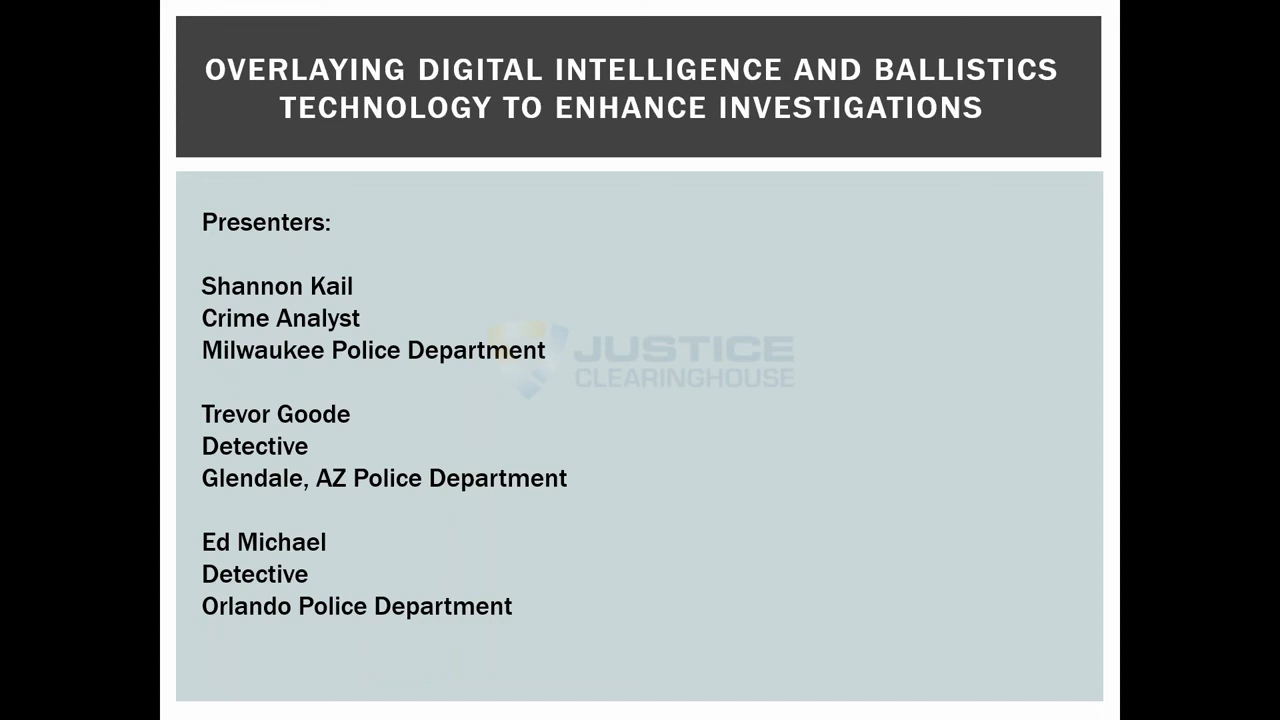 OVERLAYING DIGITAL INTELLIGENCE AND BALLISTICS
TECHNOLOGY TO ENHANCE INVESTIGATIONS
Presenters:
Shannon Kail
Crime Analyst
Milwaukee Police Department
JUSTICE
CLEARINGHOUSE
Trevor Goode
Detective
Glendale, AZ Police Department
Ed Michael
Detective
Orlando Police Department